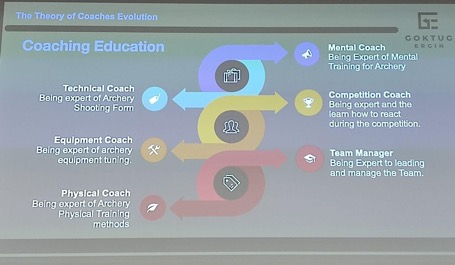 The Theory of Coaches Evolution
GOKTUG
ERGIN
Coaching Education
Mental Coach
Being Expert of Mental
Training for Archery
Technical Coach
Being expert of Archery
Shooting Form
Competition Coach
Being expert and the
learn how to react
during the competition.
Equipment Coach
Being expert of archery
equipment tuning.
Team Manager
Being Expert to leading
and manage the Team.
Physical Coach
Being expert of Archery
Physical Training
methods